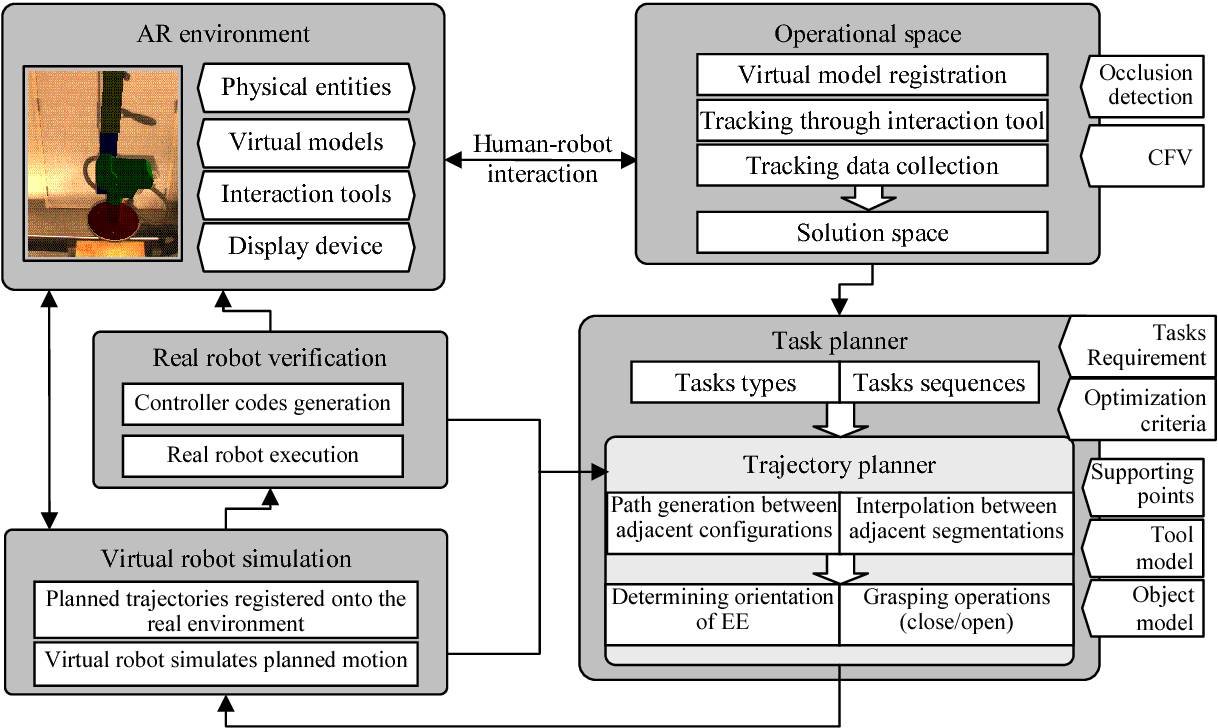 AR environment
Physical entities
Virtual models
Interaction tools
Display device
Human-robot
interaction
Operational space
Virtual model registration
Tracking through interaction tool
Tracking data collection
Solution space
Occlusion
detection
CFV
Real robot verification
Controller codes generation
Real robot execution
Task planner
Tasks types
Tasks sequences
Tasks
Requirement
Optimization
criteria
Trajectory planner
Path generation between
adjacent configurations
Interpolation between
adjacent segmentations
Determining orientation
of EE
Grasping operations
(close/open)
Supporting
points
Tool
model
Object
model
Virtual robot simulation
Planned trajectories registered onto the
real environment
Virtual robot simulates planned motion